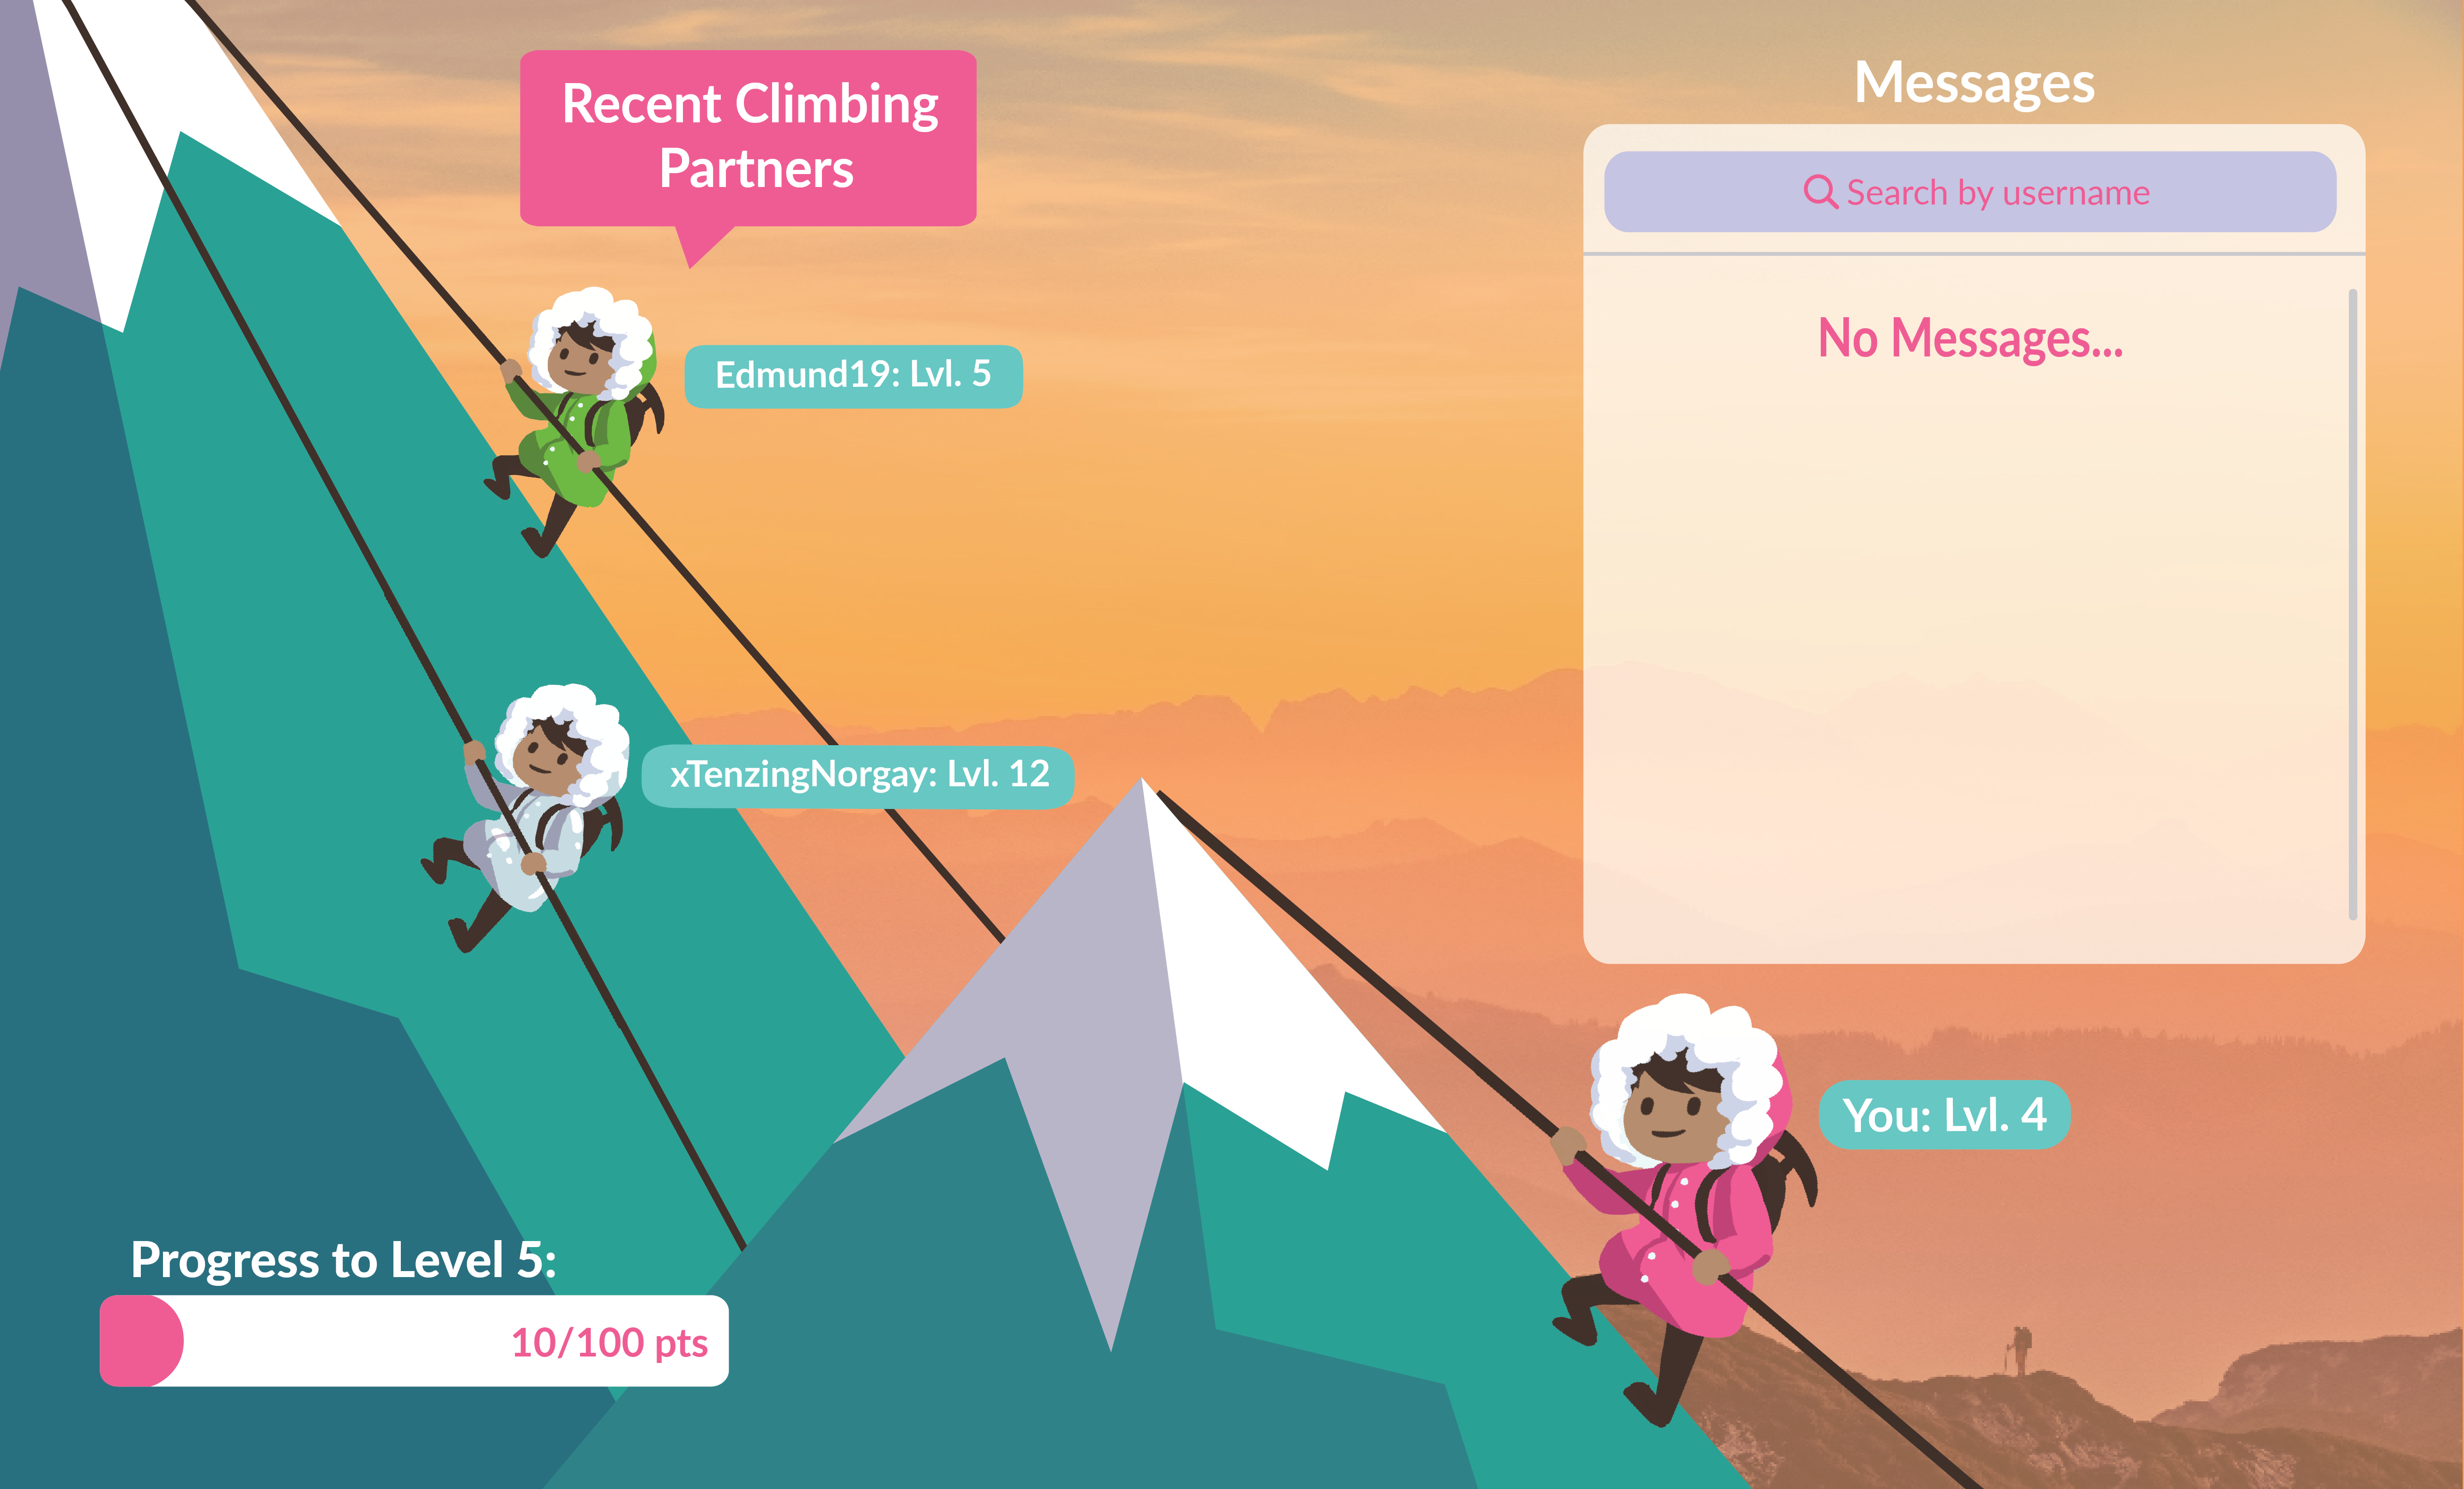 Recent Climbing
Partners
Edmund19: Lvl. 5
xTenzingNorgay: Lvl. 12
Messages
Search by username
No Messages...
You: Lvl. 4
Progress to Level 5:
10/100 pts